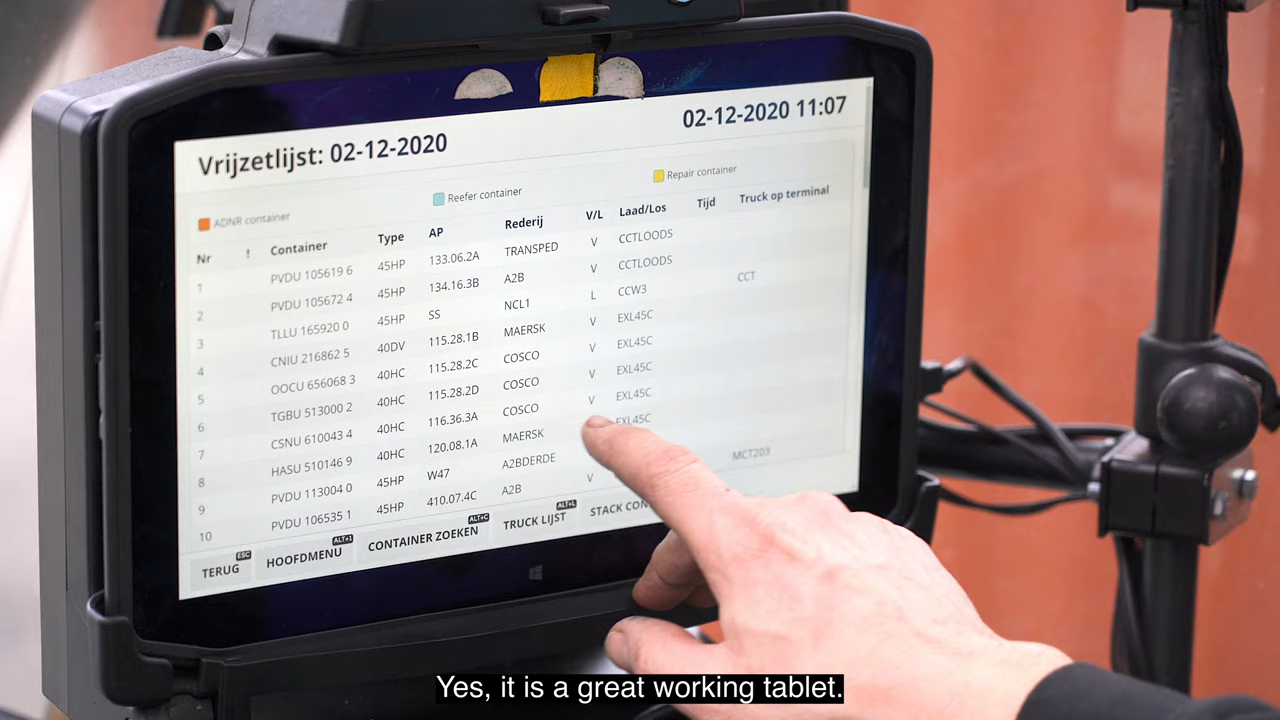 Vrijzetlijst: 02-12-2020 02-12-2020 11:07
ADNR container Reefer container Repair container
Nr ! Container Type AP Rederij V/L Laad/Los Tijd Truck op terminal
1 PVDU 105619 6 45HP 133.06.2A TRANSPED V CCTLOODS
2 PVDU 105672 4 45HP 134.16.3B A2B V CCTLOODS
3 TLLU 165920 0 45HP SS NCL1 L CCW3 CCT
4 CNIU 216862 5 40DV 115.28.1B MAERSK V EXL45C
5 OOCU 656068 3 40HC 115.28.2C COSCO V EXL45C
6 TGBU 513000 2 40HC 115.28.2D COSCO V EXL45C
7 CSNU 610043 4 40HC 116.36.3A COSCO V EXL45C
8 HASU 510146 9 40HC 120.08.1A MAERSK EXL45C
9 PVDU 113004 0 45HP W47 A2BDERDE MCT203
10 PVDU 106535 1 45HP 410.07.4C A2B V
ESC ALT+1 ALT+C ALT+L
TERUG HOOFDMENU CONTAINER ZOEKEN TRUCK LIJST STACK CON
Yes, it is a great working tablet.